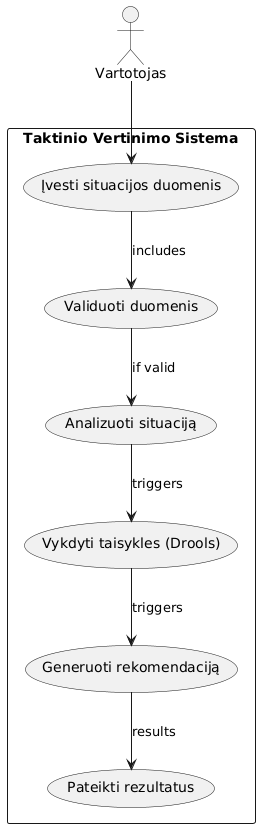 Vartotojas
Taktinio Vertinimo Sistema
Įvesti situacijos duomenis
includes
Validuoti duomenis
if valid
Analizuoti situaciją
triggers
Vykdyti taisykles (Drools)
triggers
Generuoti rekomendaciją
results
Pateikti rezultatus